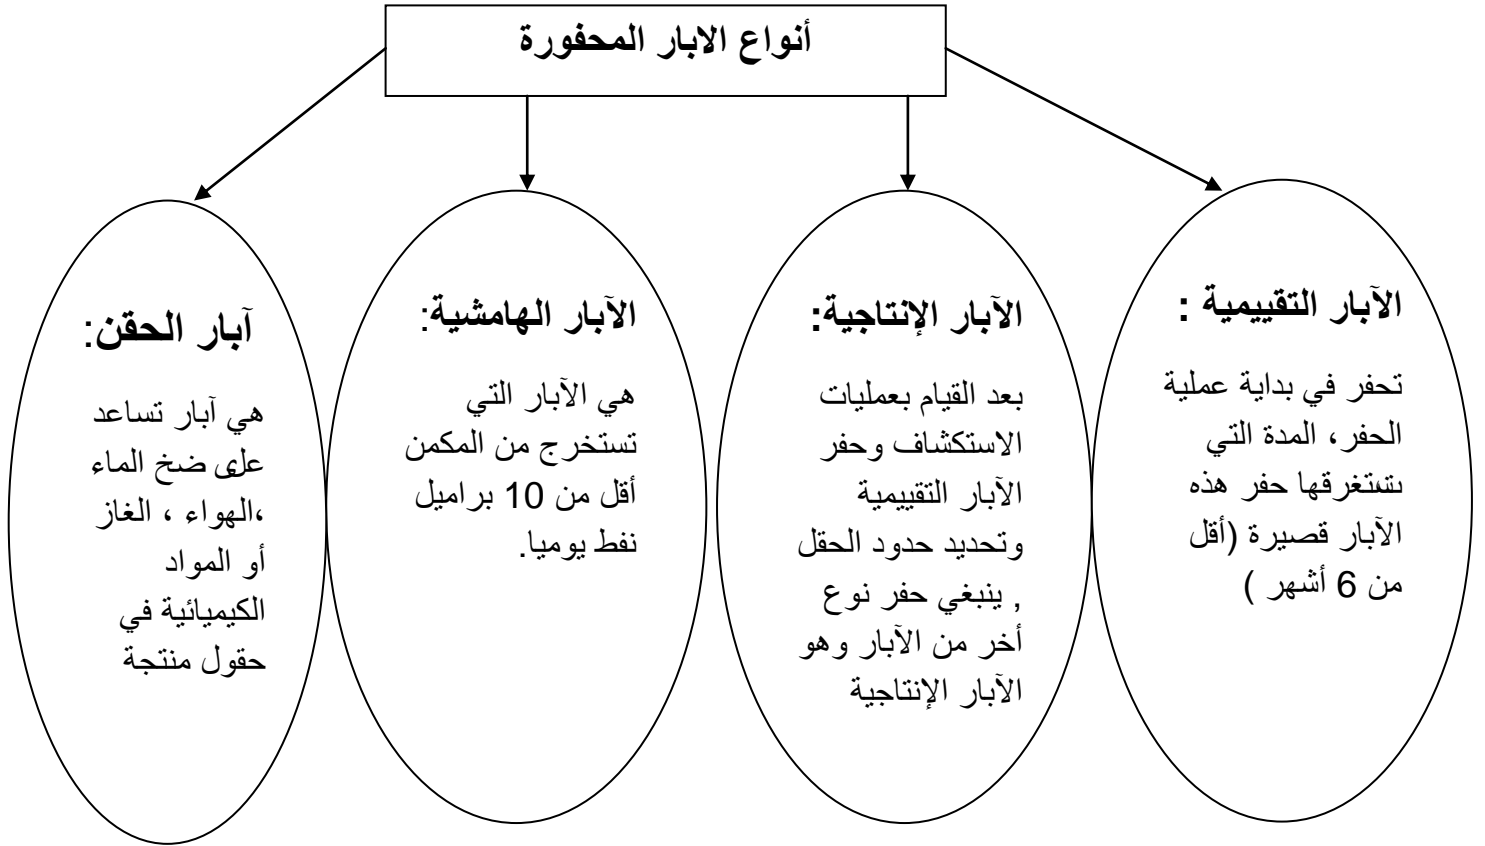 أنواع الابار المحفورة
الآبار التقييمية :
تحفر في بداية عملية
الحفر، المدة التي
تستغرقها حفر هذه
الآبار قصيرة (أقل
من 6 أشهر )
الآبار الإنتاجية:
بعد القيام بعمليات
الاستكشاف وحفر
الآبار التقييمية
وتحديد حدود الحقل
, ينبغي حفر نوع
أخر من الآبار وهو
الآبار الإنتاجية
الآبار الهامشية:
هي الآبار التي
تستخرج من المكمن
أقل من 10 براميل
نفط يوميا.
آبار الحقن:
هي آبار تساعد
على ضخ الماء
،الهواء ، الغاز
أو المواد
الكيميائية في
حقول منتجة